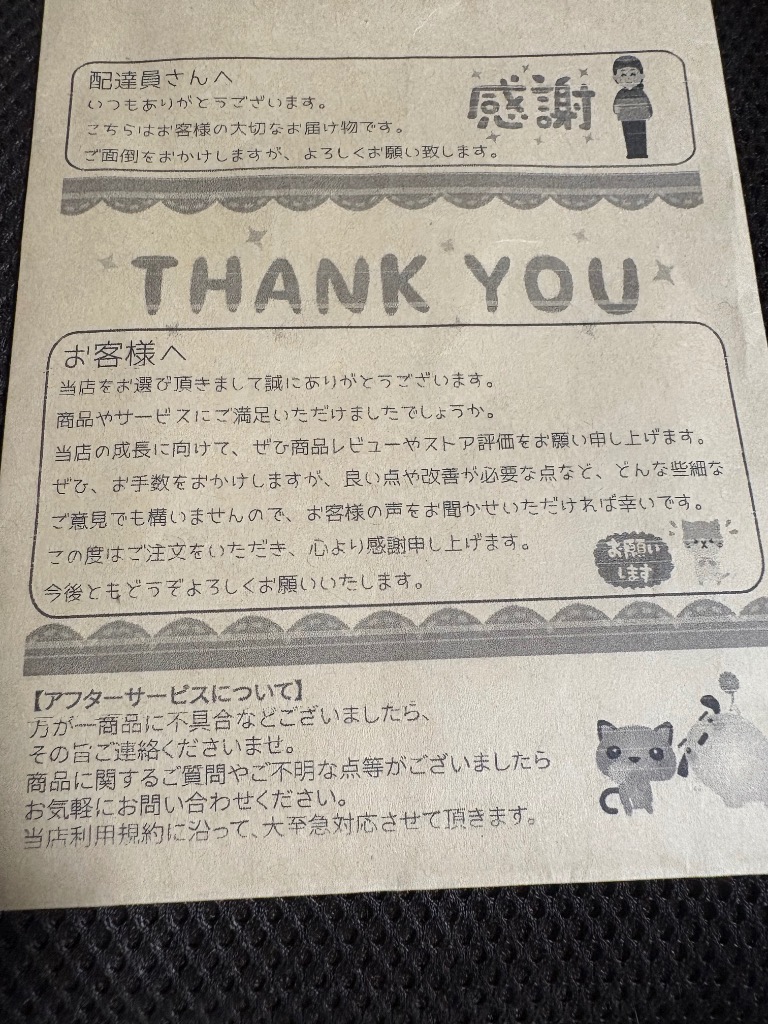 配達員さんへ
いつもありがとうございます。
こちらはお客様の大切なお届け物です。
ご面倒をおかけしますが、よろしくお願い致します。
感謝
THANK YOU
お客様へ
当店をお選び頂きまして誠にありがとうございます。
商品やサービスにご満足いただけましたでしょうか。
当店の成長に向けて、ぜひ商品レビューやストア評価をお願い申し上げます。
ぜひ、お手数をおかけしますが、良い点や改善が必要な点など、どんな些細な
ご意見でも構いませんので、お客様の声をお聞かせいただければ幸いです。
この度はご注文をいただき、心より感謝申し上げます。
今後ともどうぞよろしくお願いいたします。
お願い
します
【アフターサービスについて】
万が一商品に不具合などございましたら、
その旨ご連絡くださいませ。
商品に関するご質問やご不明な点等がございましたら
お気軽にお問い合わせください。
当店利用規約に沿って、大至急対応させて頂きます。